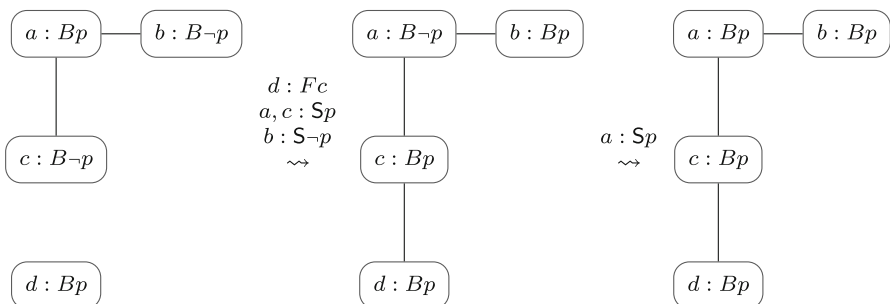 a : Bp
b : B¬p
c : B¬p
d : Bp
d : Fc
a, c : Sp
b : S¬p
⇝
a : B¬p
b : Bp
c : Bp
d : Bp
a : Sp
⇝
a : Bp
b : Bp
c : Bp
d : Bp